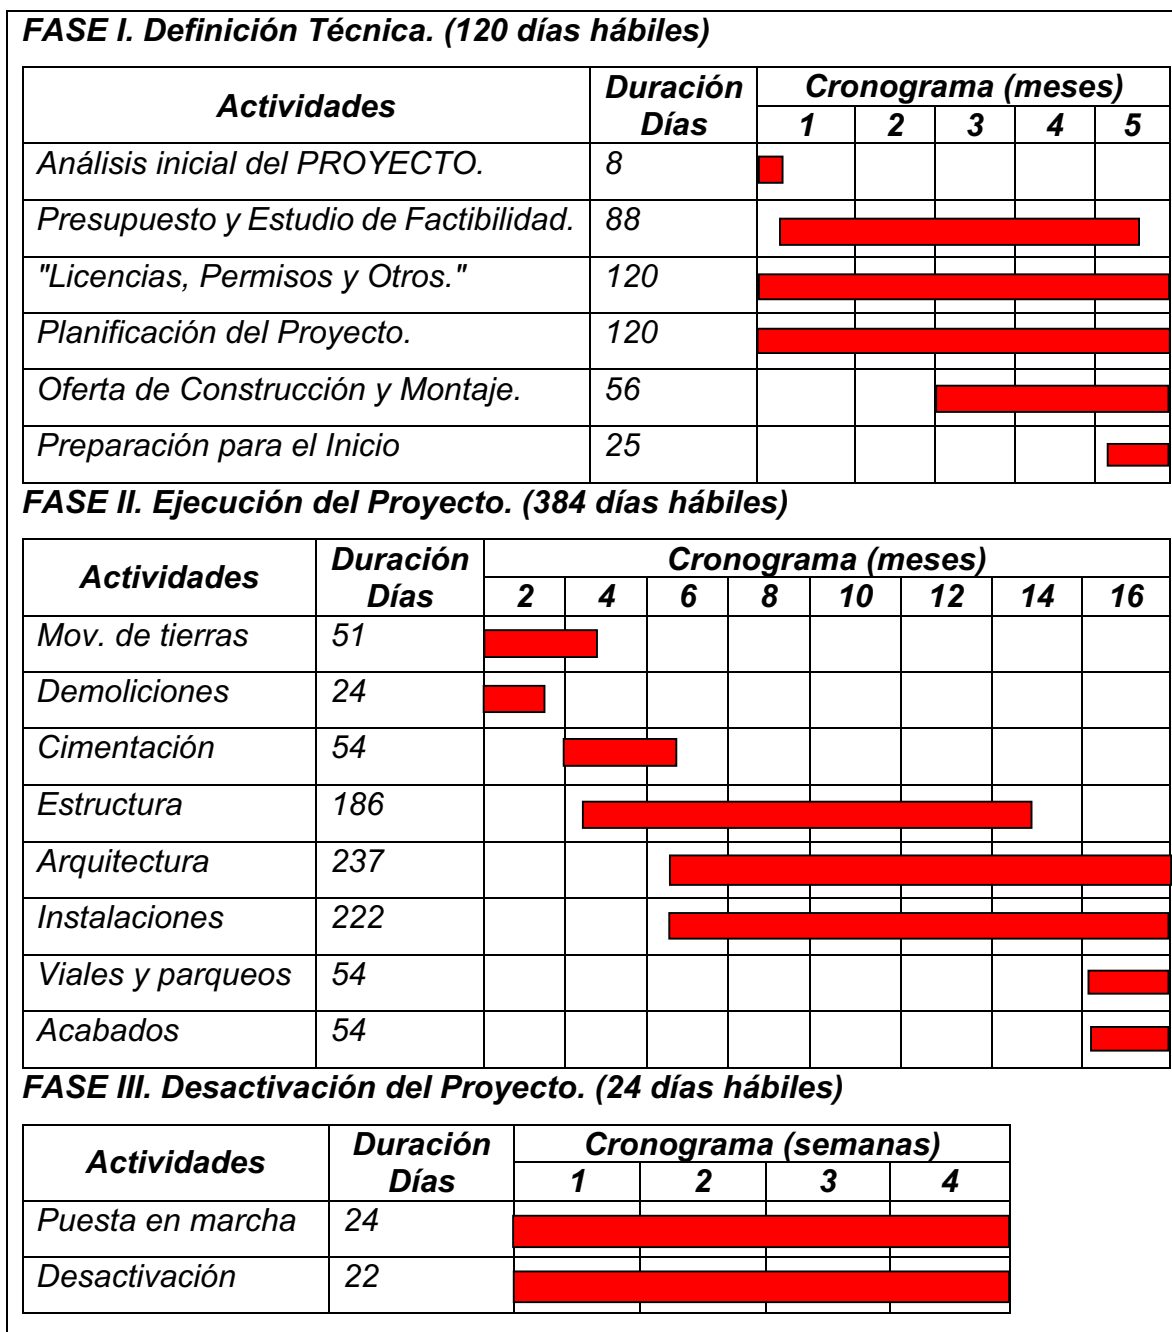 FASE I. Definición Técnica. (120 días hábiles)
Actividades Duración Días Cronograma (meses)
1 2 3 4 5
Análisis inicial del PROYECTO. 8
Presupuesto y Estudio de Factibilidad. 88
"Licencias, Permisos y Otros." 120
Planificación del Proyecto. 120
Oferta de Construcción y Montaje. 56
Preparación para el Inicio 25
FASE II. Ejecución del Proyecto. (384 días hábiles)
Actividades Duración Días Cronograma (meses)
2 4 6 8 10 12 14 16
Mov. de tierras 51
Demoliciones 24
Cimentación 54
Estructura 186
Arquitectura 237
Instalaciones 222
Viales y parqueos 54
Acabados 54
FASE III. Desactivación del Proyecto. (24 días hábiles)
Actividades Duración Días Cronograma (semanas)
1 2 3 4
Puesta en marcha 24
Desactivación 22